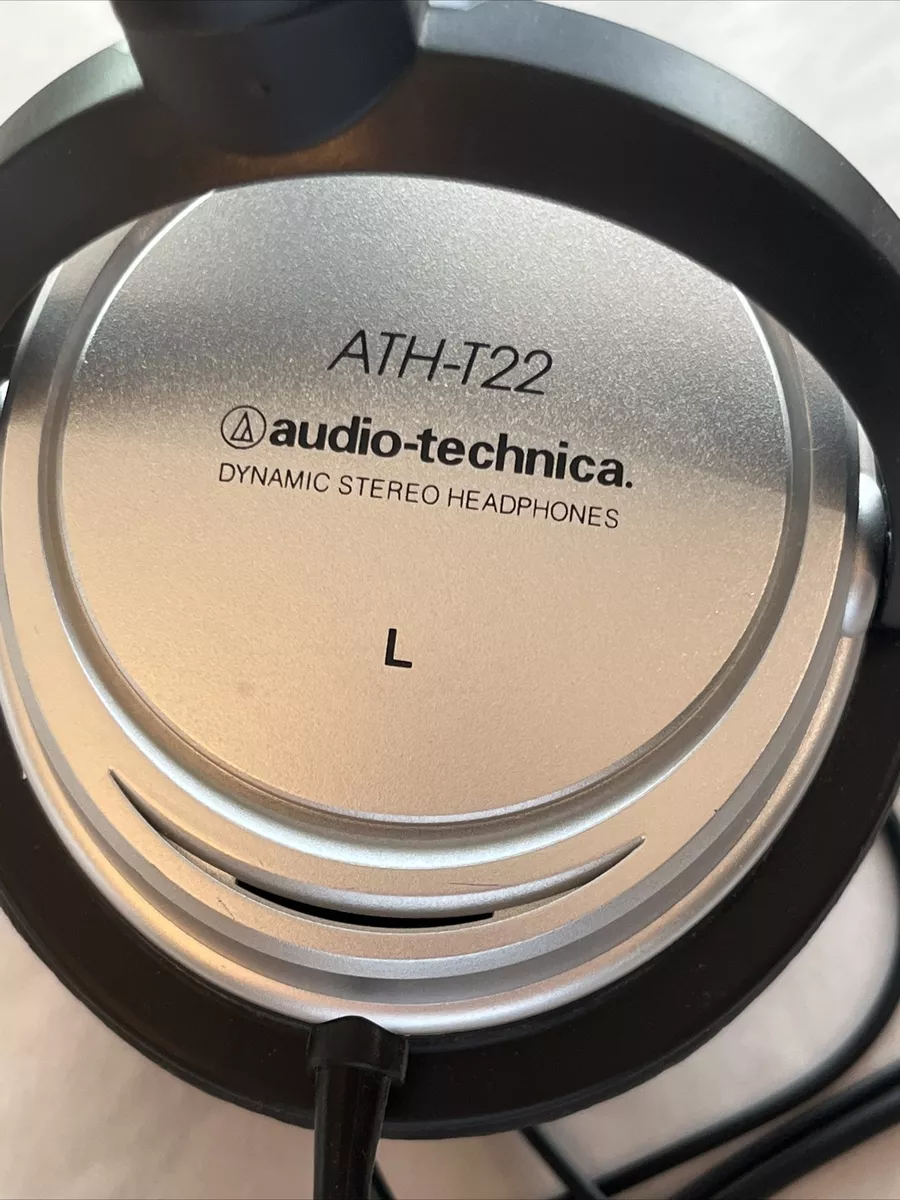 ATH-T22
audio-technica.
DYNAMIC STEREO HEADPHONES
L